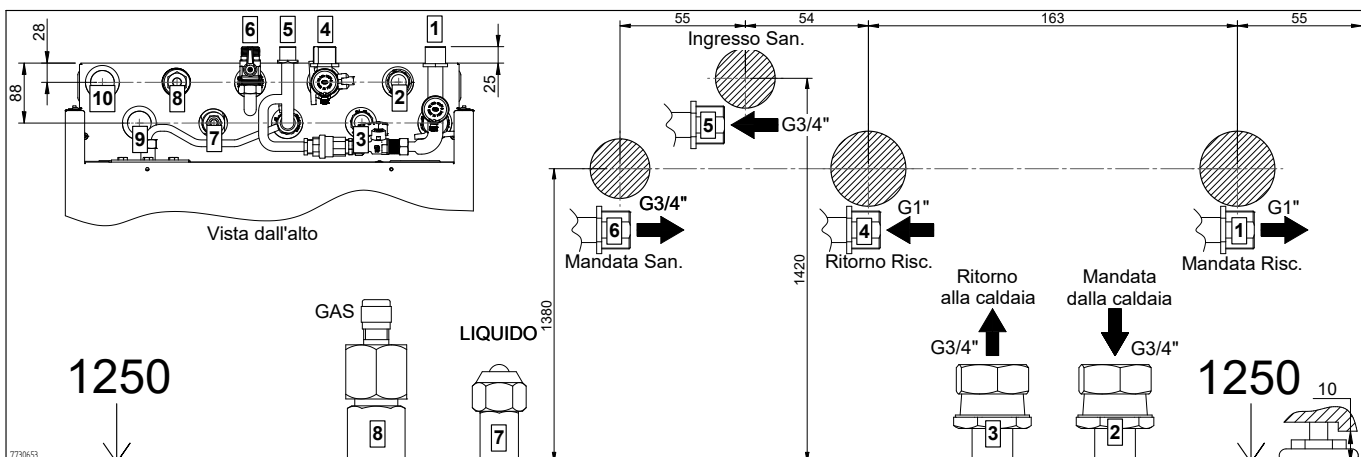 55
54
163
55
28
88
25
6
5
4
1
10
8
2
9
7
3
Vista dall'alto
Ingresso San.
5
G3/4"
G3/4"
6
Mandata San.
G1"
4
Ritorno Risc.
G1"
1
Mandata Risc.
1380
1420
GAS
LIQUIDO
Ritorno
alla caldaia
Mandata
dalla caldaia
G3/4"
G3/4"
1250
1250
10
8
7
3
2
7730653